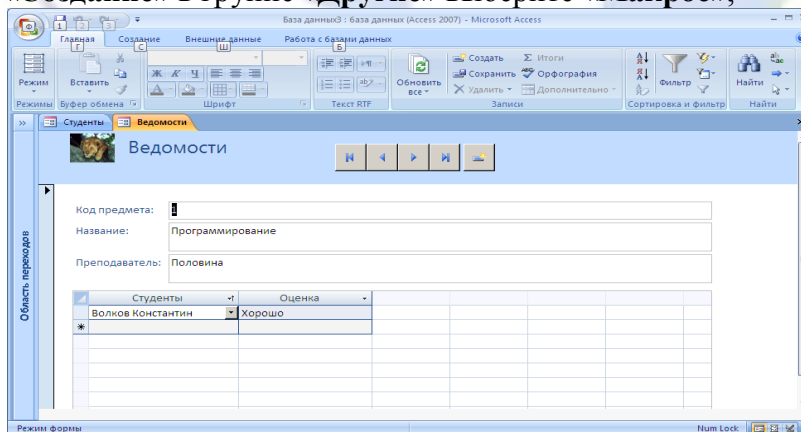 «Создание» в группе «Другие» Выберите «Макрос»,
База данных3 : база данных (Access 2007) - Microsoft Access
1 2 3
Главная Создание Внешние данные Работа с базами данных
Г С Ш Б
Режим
Вставить
Ж К Ч
Обновить все
Создать Σ Итоги
Сохранить Орфография
Удалить Дополнительно
Фильтр
Найти
Режимы Буфер обмена Шрифт Текст RTF Записи Сортировка и фильтр Найти
» Студенты Ведомости
Ведомости
Область переходов
Код предмета: 1
Название: Программирование
Преподаватель: Половина
Студенты Оценка
Волков Константин Хорошо
Режим формы Num Lock